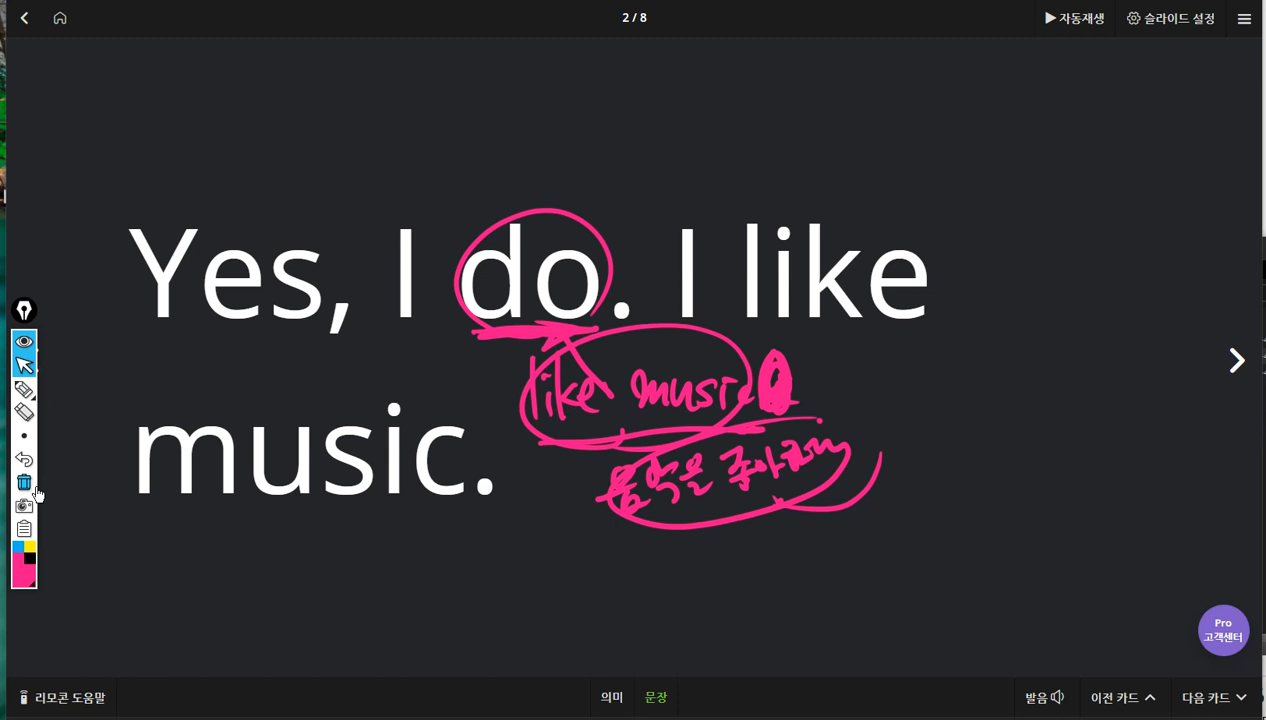 2 / 8
자동재생
슬라이드 설정
Yes, I do. I like
music.
like music
음악을 좋아해
Pro
고객센터
리모콘 도움말
의미
문장
발음
이전 카드
다음 카드